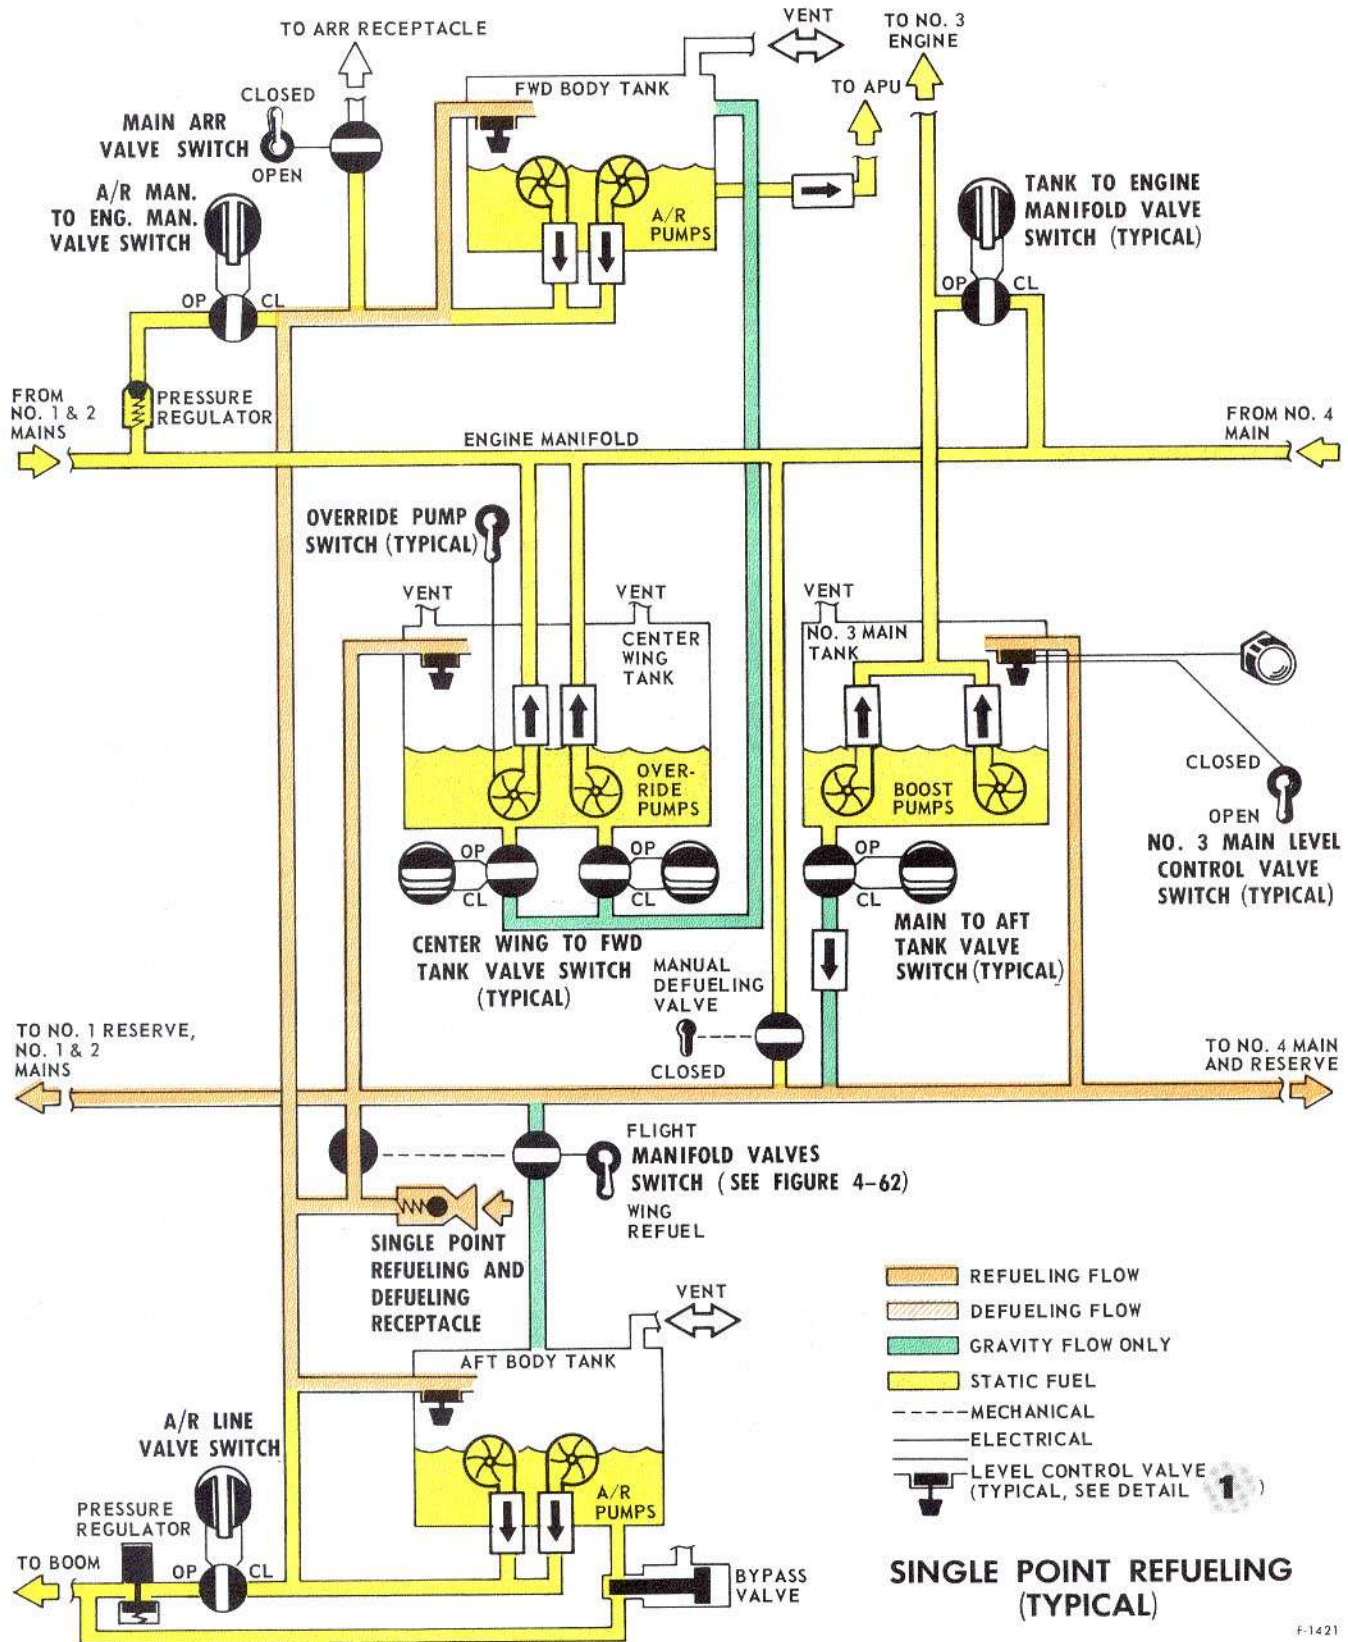 TO ARR RECEPTACLE
VENT
TO NO. 3
ENGINE
FWD BODY TANK
TO APU
CLOSED
MAIN ARR
VALVE SWITCH
OPEN
A/R MAN.
TO ENG. MAN.
VALVE SWITCH
A/R
PUMPS
TANK TO ENGINE
MANIFOLD VALVE
SWITCH (TYPICAL)
OP
CL
OP
CL
FROM
NO. 1 & 2
MAINS
PRESSURE
REGULATOR
ENGINE MANIFOLD
FROM NO. 4
MAIN
OVERRIDE PUMP
SWITCH (TYPICAL)
VENT
VENT
VENT
CENTER
WING
TANK
NO. 3 MAIN
TANK
OVER-
RIDE PUMPS
BOOST
PUMPS
CLOSED
OPEN
NO. 3 MAIN LEVEL
CONTROL VALVE
SWITCH (TYPICAL)
OP
CL
OP
CL
OP
CL
CENTER WING TO FWD
TANK VALVE SWITCH
(TYPICAL)
MAIN TO AFT
TANK VALVE
SWITCH (TYPICAL)
MANUAL
DEFUELING
VALVE
CLOSED
TO NO. 1 RESERVE,
NO. 1 & 2
MAINS
TO NO. 4 MAIN
AND RESERVE
FLIGHT
MANIFOLD VALVES
SWITCH (SEE FIGURE 4-62)
WING
REFUEL
SINGLE POINT
REFUELING AND
DEFUELING
RECEPTACLE
VENT
AFT BODY TANK
A/R LINE
VALVE SWITCH
A/R
PUMPS
PRESSURE
REGULATOR
TO BOOM
OP
CL
BYPASS
VALVE
REFUELING FLOW
DEFUELING FLOW
GRAVITY FLOW ONLY
STATIC FUEL
MECHANICAL
ELECTRICAL
LEVEL CONTROL VALVE
(TYPICAL, SEE DETAIL 1)
SINGLE POINT REFUELING
(TYPICAL)
F-1421